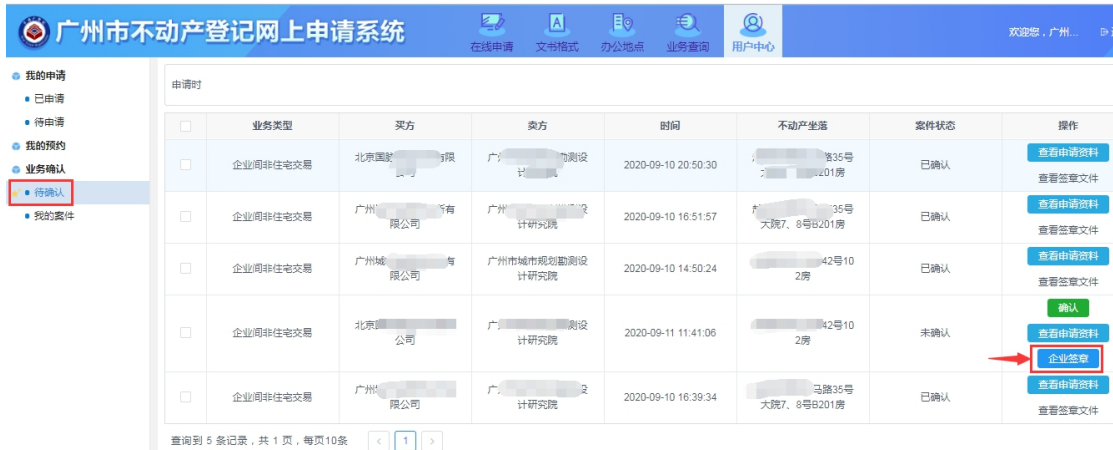 广州市不动产登记网上申请系统
在线申请 文书格式 办公地点 业务查询 用户中心
欢迎您，广州...
我的申请
已申请
待申请
我的预约
业务确认
待确认
我的案件
申请时
业务类型 买方 卖方 时间 不动产坐落 案件状态 操作
企业间非住宅交易 北京国 限 广 勘测设 2020-09-10 20:50:30 路35号 已确认 查看申请资料
201房 查看签章文件
企业间非住宅交易 广州 所有 广州 设 2020-09-10 16:51:57 35号 已确认 查看申请资料
限公司 计研究院 大院7、8号B201房 查看签章文件
企业间非住宅交易 广州城 有 广州市城市规划勘测设 2020-09-10 14:50:24 42号10 已确认 查看申请资料
限公司 计研究院 2房 查看签章文件
确认
企业间非住宅交易 北京 广 测设 2020-09-11 11:41:06 42号10 未确认 查看申请资料
公司 计研究院 2房
企业签章
企业间非住宅交易 广州 广 2020-09-10 16:39:34 马路35号 已确认 查看申请资料
限公司 计研究院 大院7、8号B201房 查看签章文件
查询到 5 条记录，共 1 页，每页10条 < 1 >